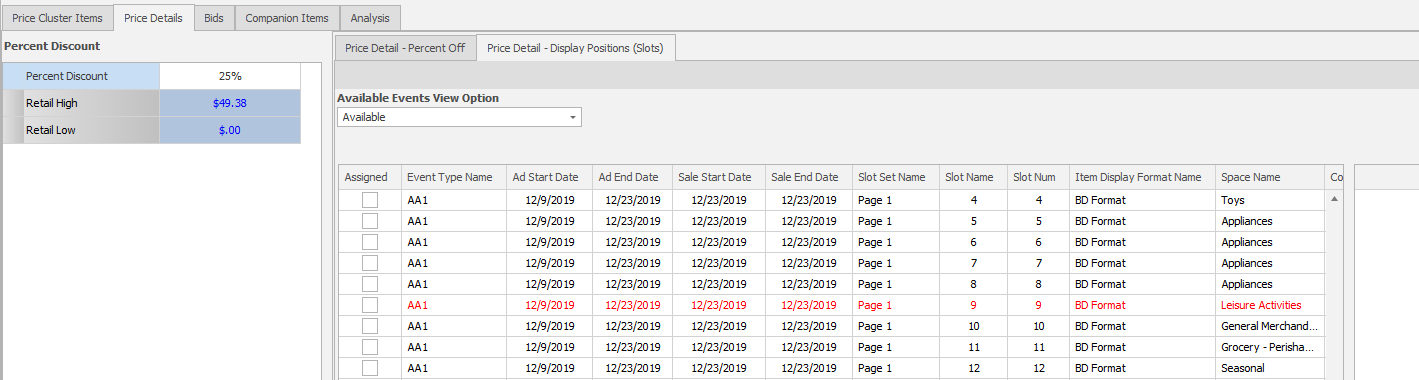 Price Cluster Items Price Details Bids Companion Items Analysis
Percent Discount
Percent Discount 25%
Retail High $49.38
Retail Low $.00
Price Detail - Percent Off Price Detail - Display Positions (Slots)
Available Events View Option
Available
Assigned Event Type Name Ad Start Date Ad End Date Sale Start Date Sale End Date Slot Set Name Slot Name Slot Num Item Display Format Name Space Name Co
AA1 12/9/2019 12/23/2019 12/23/2019 12/23/2019 Page 1 4 4 BD Format Toys
AA1 12/9/2019 12/23/2019 12/23/2019 12/23/2019 Page 1 5 5 BD Format Appliances
AA1 12/9/2019 12/23/2019 12/23/2019 12/23/2019 Page 1 6 6 BD Format Appliances
AA1 12/9/2019 12/23/2019 12/23/2019 12/23/2019 Page 1 7 7 BD Format Appliances
AA1 12/9/2019 12/23/2019 12/23/2019 12/23/2019 Page 1 8 8 BD Format Appliances
AA1 12/9/2019 12/23/2019 12/23/2019 12/23/2019 Page 1 9 9 BD Format Leisure Activities
AA1 12/9/2019 12/23/2019 12/23/2019 12/23/2019 Page 1 10 10 BD Format General Merchand...
AA1 12/9/2019 12/23/2019 12/23/2019 12/23/2019 Page 1 11 11 BD Format Grocery - Perisha...
AA1 12/9/2019 12/23/2019 12/23/2019 12/23/2019 Page 1 12 12 BD Format Seasonal